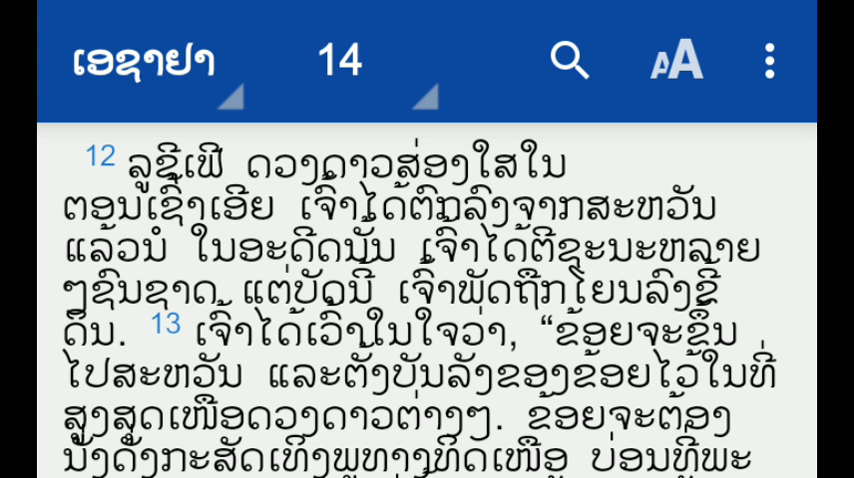 ເອຊາຢາ 14
12 ລູຊີເຟີ ດວງດາວສ່ອງໃສໃນ
ຕອນເຊົ້າເອີຍ ເຈົ້າໄດ້ຕົກລົງຈາກສະຫວັນ
ແລ້ວນໍ ໃນອະດີດນັ້ນ ເຈົ້າໄດ້ຕີຊະນະຫລາຍ
ໆຊົນຊາດ ແຕ່ບັດນີ້ ເຈົ້າພັດຖືກໂຍນລົງຂີ້
ດິນ. 13 ເຈົ້າໄດ້ເວົ້າໃນໃຈວ່າ, “ຂ້ອຍຈະຂຶ້ນ
ໄປສະຫວັນ ແລະຕັ້ງບັນລັງຂອງຂ້ອຍໄວ້ໃນທີ່
ສູງສຸດເໜືອດວງດາວຕ່າງໆ. ຂ້ອຍຈະຕ້ອງ
ນັ່ງດັ່ງກະສັດເທິງພູທາງທິດເໜືອ ບ່ອນທີ່ພະ